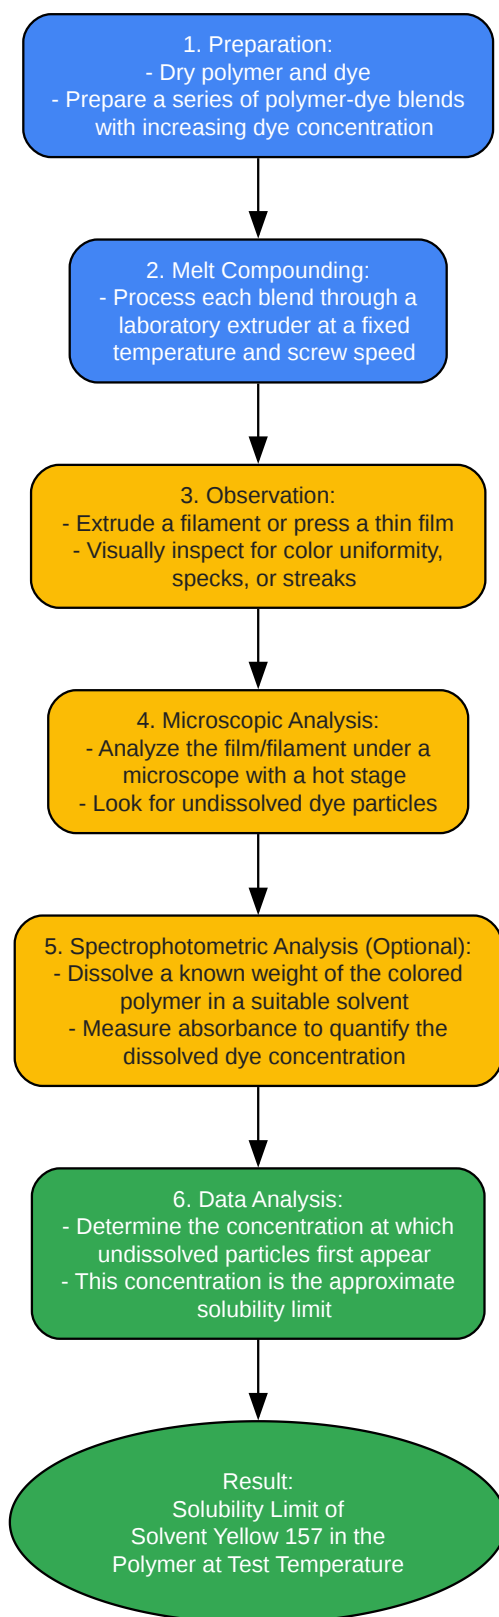 1. Preparation:
- Dry polymer and dye
- Prepare a series of polymer-dye blends
with increasing dye concentration
2. Melt Compounding:
- Process each blend through a
laboratory extruder at a fixed
temperature and screw speed
3. Observation:
- Extrude a filament or press a thin film
- Visually inspect for color uniformity,
specks, or streaks
4. Microscopic Analysis:
- Analyze the film/filament under a
microscope with a hot stage
- Look for undissolved dye particles
5. Spectrophotometric Analysis (Optional):
- Dissolve a known weight of the colored
polymer in a suitable solvent
- Measure absorbance to quantify the
dissolved dye concentration
6. Data Analysis:
- Determine the concentration at which
undissolved particles first appear
- This concentration is the approximate
solubility limit
Result:
Solubility Limit of
Solvent Yellow 157 in the
Polymer at Test Temperature